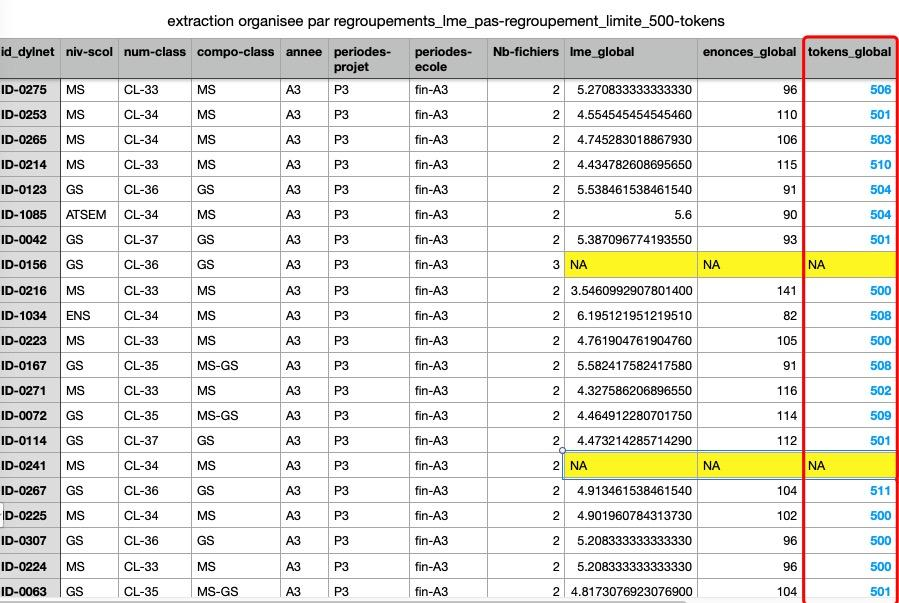 extraction organisee par regroupements_lme_pas-regroupement_limite_500-tokens
id_dylnet niv-scol num-class compo-class annee periodes-projet periodes-ecole Nb-fichiers lme_global enonces_global tokens_global
ID-0275 MS CL-33 MS A3 P3 fin-A3 2 5.270833333333330 96 506
ID-0253 MS CL-34 MS A3 P3 fin-A3 2 4.554545454545460 110 501
ID-0265 MS CL-34 MS A3 P3 fin-A3 2 4.745283018867930 106 503
ID-0214 MS CL-33 MS A3 P3 fin-A3 2 4.434782608695650 115 510
ID-0123 GS CL-36 GS A3 P3 fin-A3 2 5.538461538461540 91 504
ID-1085 ATSEM CL-34 MS A3 P3 fin-A3 2 5.6 90 504
ID-0042 GS CL-37 GS A3 P3 fin-A3 2 5.387096774193550 93 501
ID-0156 GS CL-36 GS A3 P3 fin-A3 3 NA NA NA
ID-0216 MS CL-33 MS A3 P3 fin-A3 2 3.5460992907801400 141 500
ID-1034 ENS CL-34 MS A3 P3 fin-A3 2 6.195121951219510 82 508
ID-0223 MS CL-33 MS A3 P3 fin-A3 2 4.761904761904760 105 500
ID-0167 GS CL-35 MS-GS A3 P3 fin-A3 2 5.582417582417580 91 508
ID-0271 MS CL-33 MS A3 P3 fin-A3 2 4.327586206896550 116 502
ID-0072 GS CL-35 MS-GS A3 P3 fin-A3 2 4.464912280701750 114 509
ID-0114 GS CL-37 GS A3 P3 fin-A3 2 4.473214285714290 112 501
ID-0241 MS CL-34 MS A3 P3 fin-A3 2 NA NA NA
ID-0267 GS CL-36 GS A3 P3 fin-A3 2 4.913461538461540 104 511
ID-0225 MS CL-34 MS A3 P3 fin-A3 2 4.901960784313730 102 500
ID-0307 GS CL-36 GS A3 P3 fin-A3 2 5.208333333333330 96 500
ID-0224 MS CL-33 MS A3 P3 fin-A3 2 5.208333333333330 96 500
ID-0063 GS CL-35 MS-GS A3 P3 fin-A3 2 4.8173076923076900 104 501